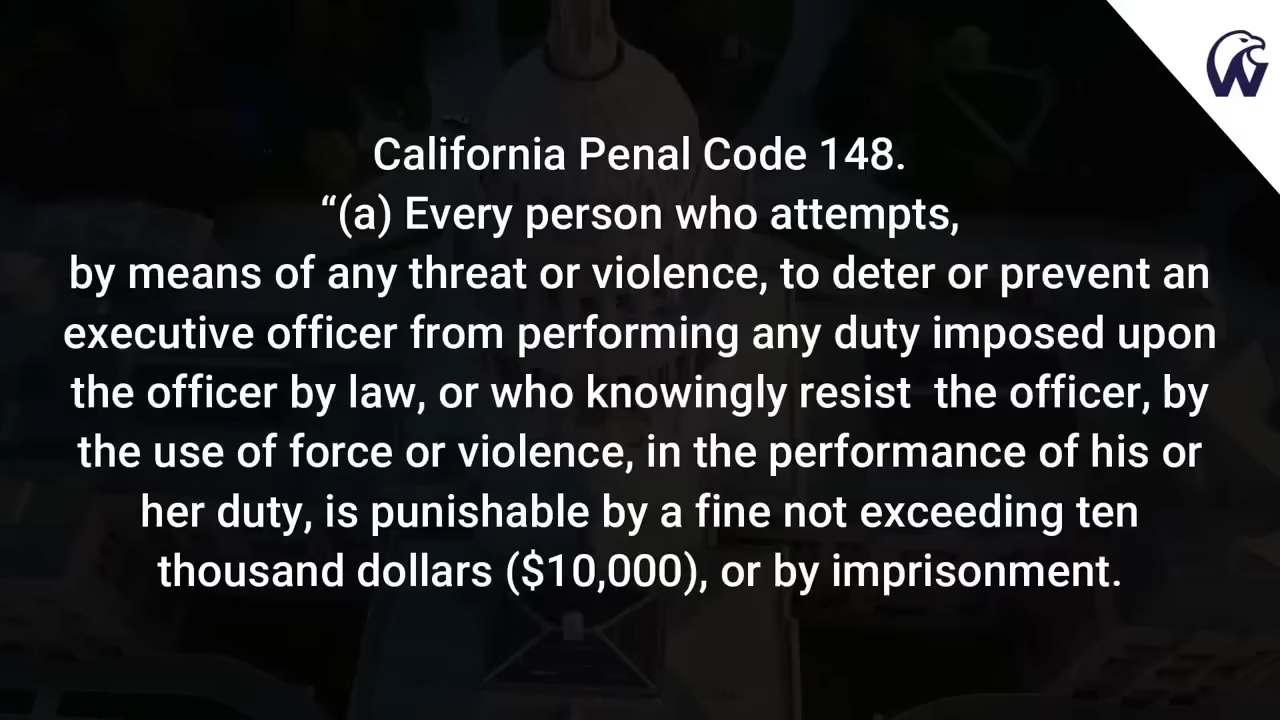 California Penal Code 148.
“(a) Every person who attempts,
by means of any threat or violence, to deter or prevent an
executive officer from performing any duty imposed upon
the officer by law, or who knowingly resist  the officer, by
the use of force or violence, in the performance of his or
her duty, is punishable by a fine not exceeding ten
thousand dollars ($10,000), or by imprisonment.